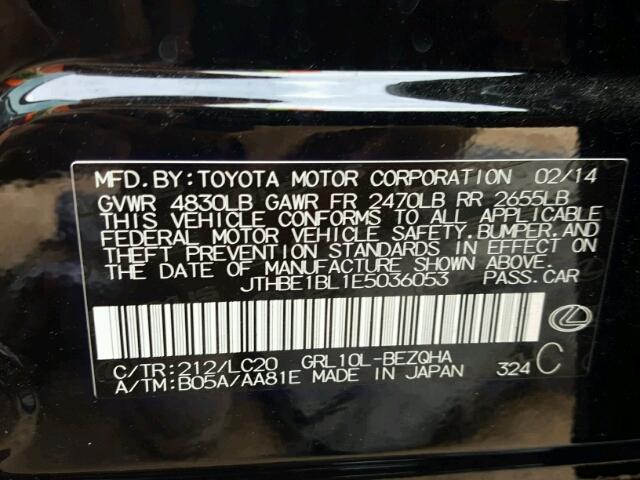 MFD.BY:TOYOTA MOTOR CORPORATION 02/14
GVWR 4830LB GAWR FR 2470LB RR 2655LB
THIS VEHICLE CONFORMS TO ALL APPLICABLE
FEDERAL MOTOR VEHICLE SAFETY,BUMPER,AND
THEFT PREVENTION STANDARDS IN EFFECT ON
THE DATE OF MANUFACTURE SHOWN ABOVE.
JTHBE1BL1E5036053 PASS.CAR
C/TR:212/LC20 GRL10L-BEZQHA
A/TM:B05A/AA81E MADE IN JAPAN 324 C